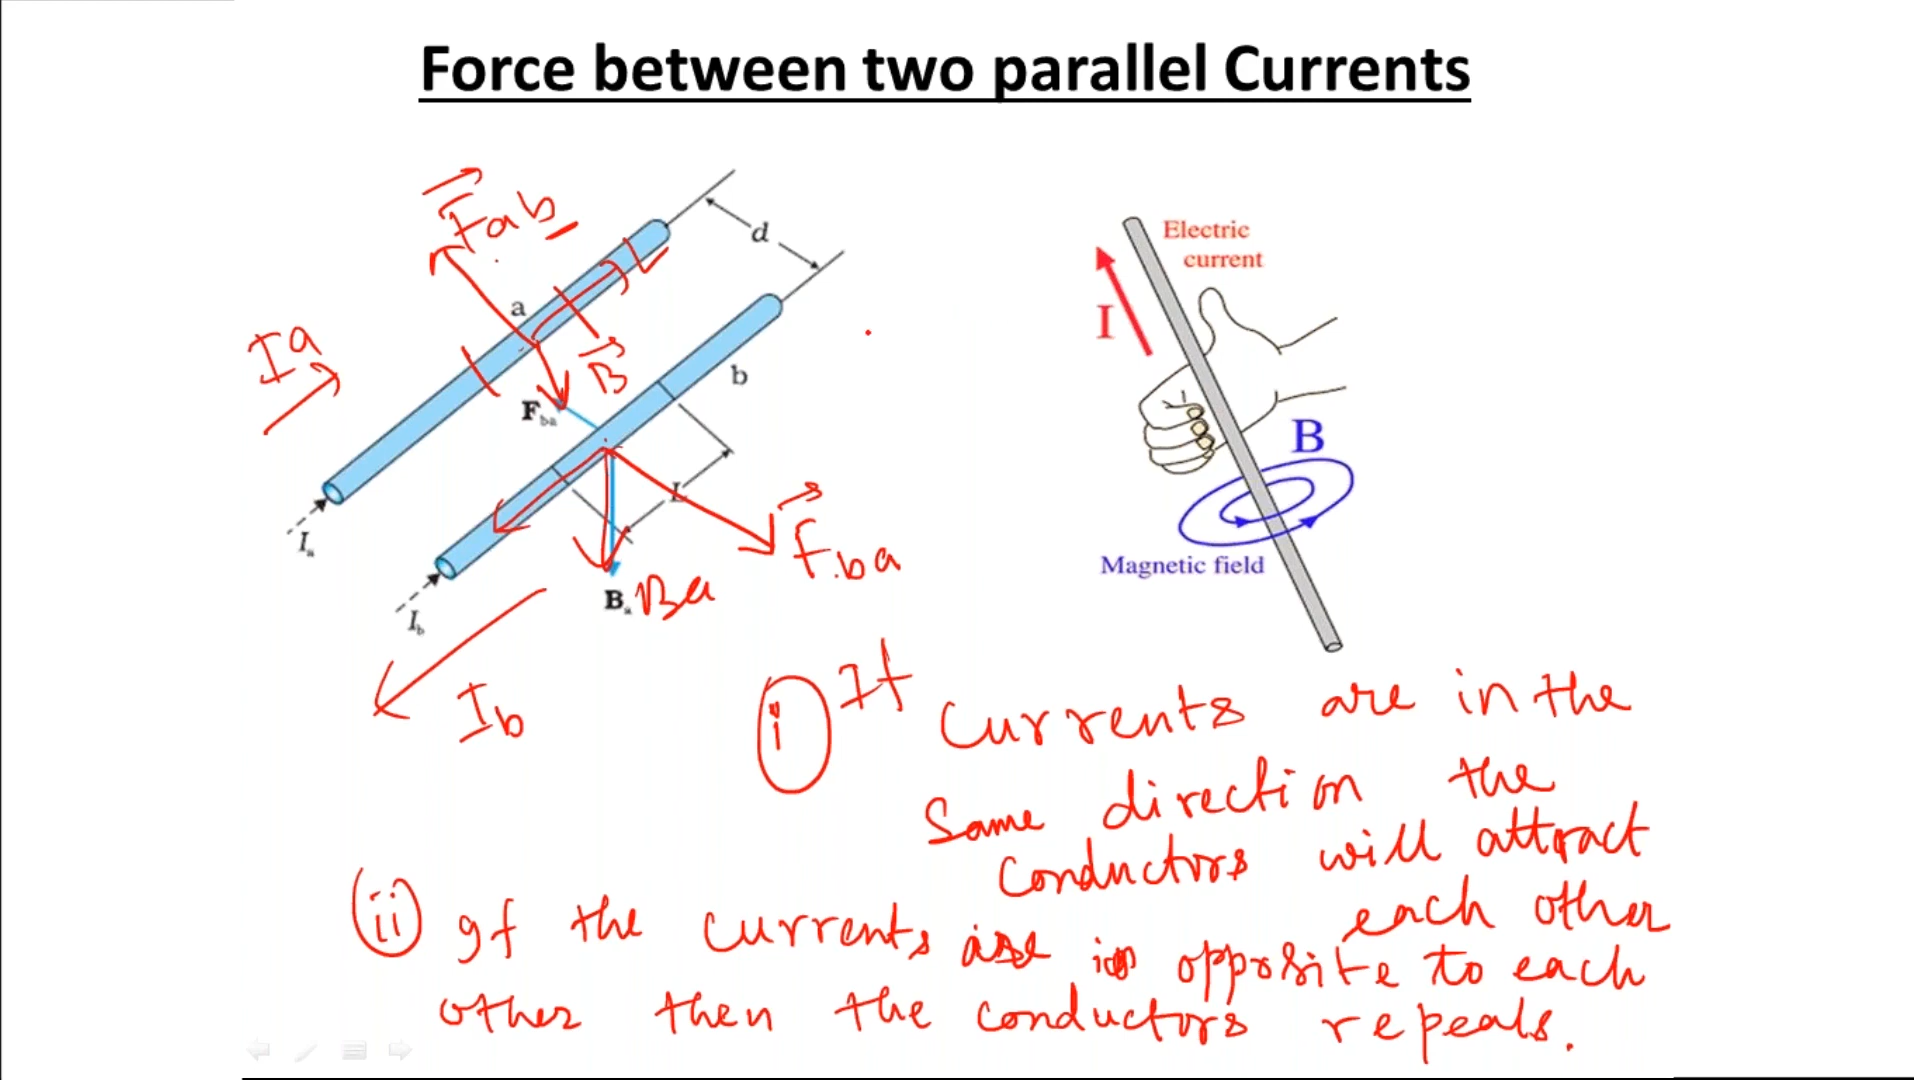 Force between two parallel Currents
Fab
d
a
L
Ia
B
b
Fba
L
Fba
Ia
Ba
Ba
Ib
Ib
Electric
current
I
B
Magnetic field
i If Currents are in the
Same direction the
Conductors will attract
each other
ii If the currents are in opposite to each
other then the conductors repeals.